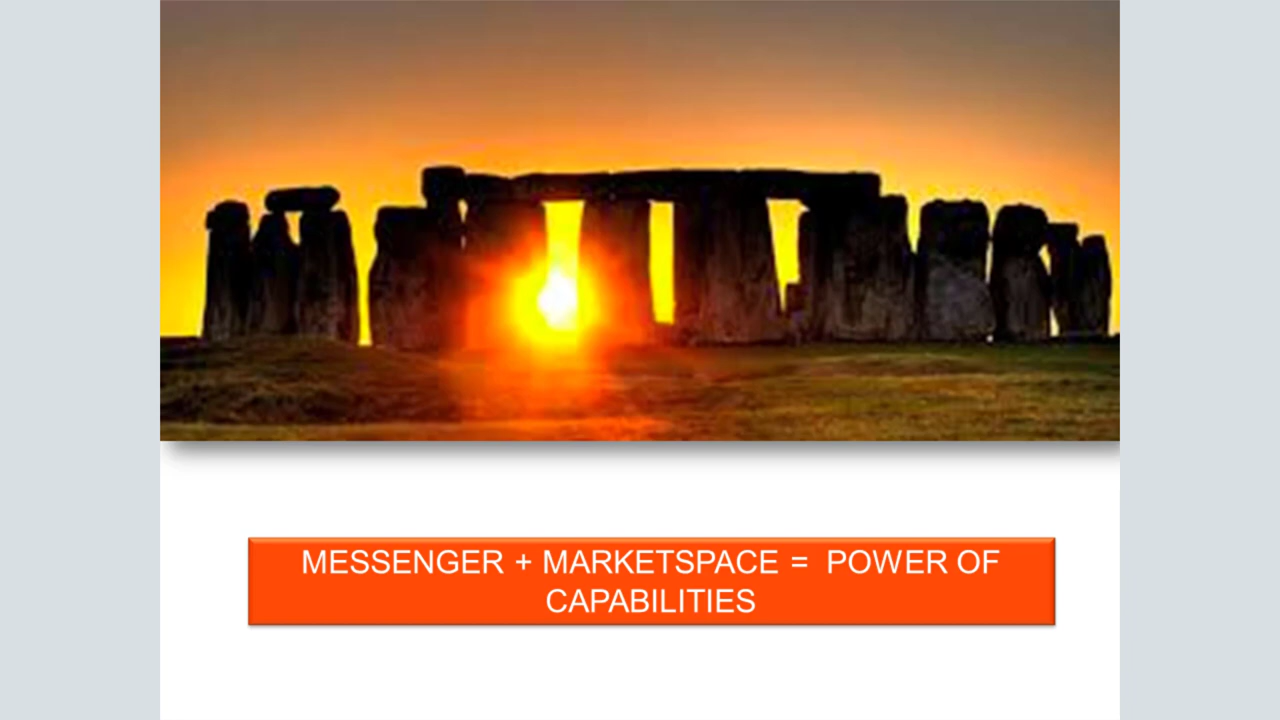 MESSENGER + MARKETSPACE =  POWER OF
CAPABILITIES